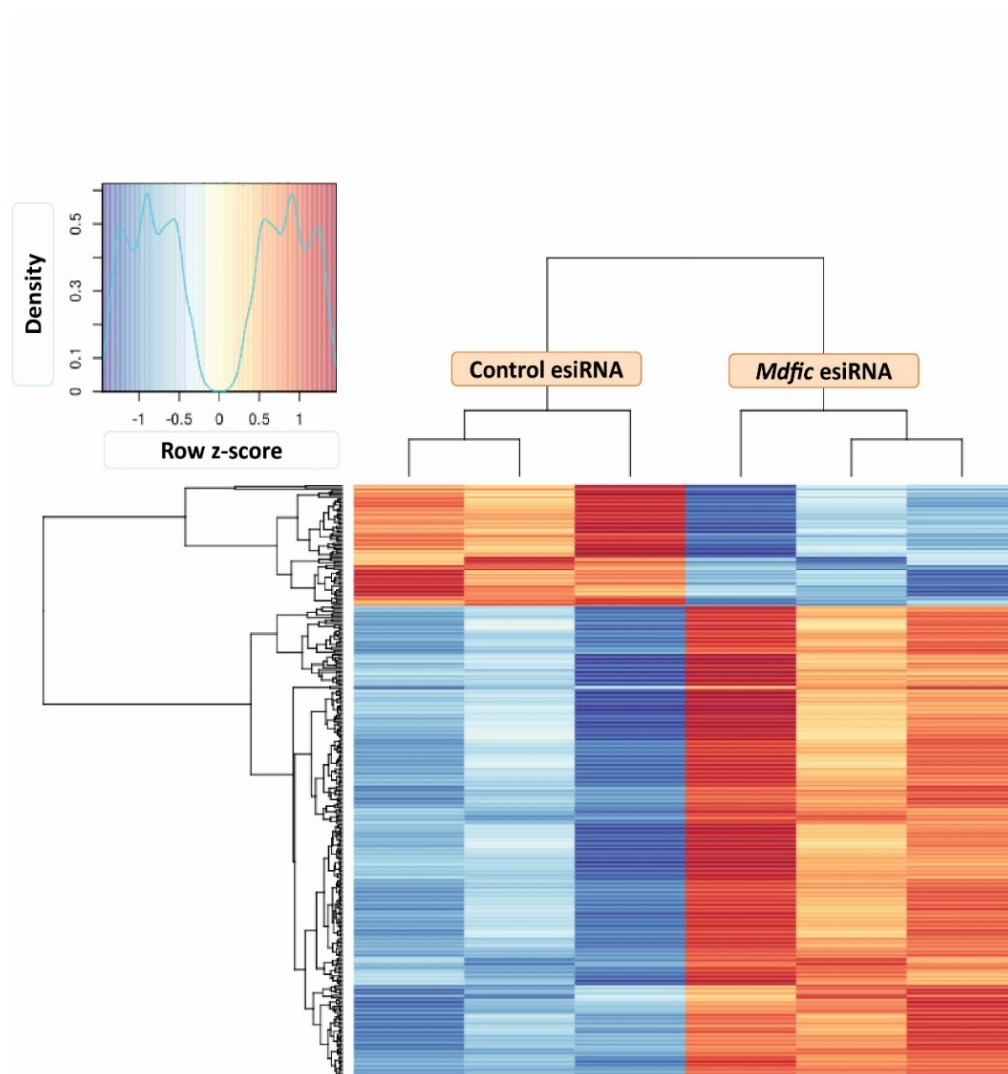 Density
0.5
0.3
0.1
0
-1 -0.5 0 0.5 1
Row z-score
Control esiRNA
Mdfic esiRNA